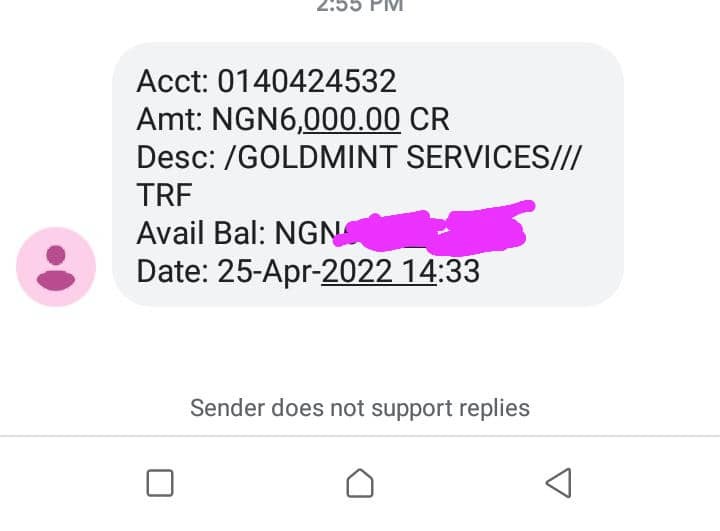 2:55 PM
Acct: 0140424532
Amt: NGN6,000.00 CR
Desc: /GOLDMINT SERVICES///
TRF
Avail Bal: NGN
Date: 25-Apr-2022 14:33
Sender does not support replies